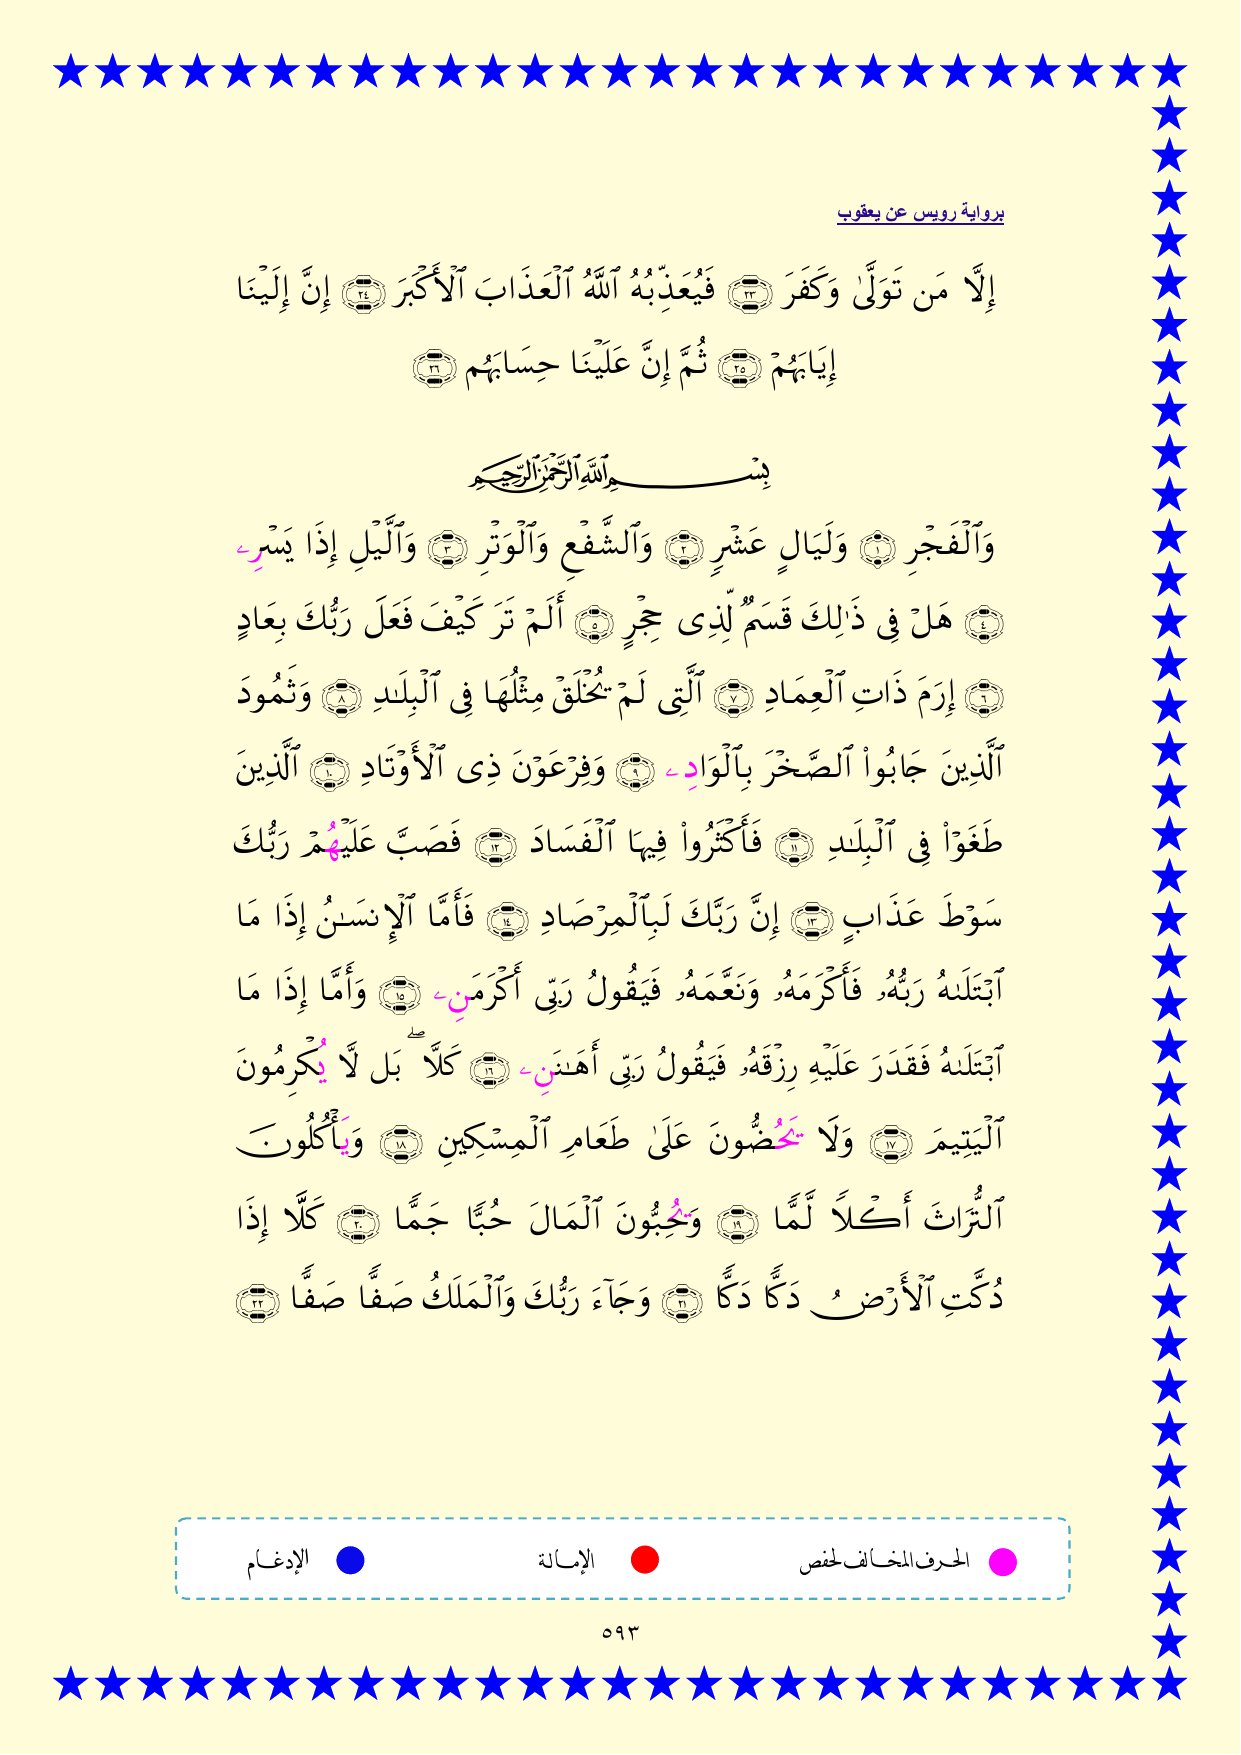 برواية رويس عن يعقوب
إِلَّا مَن تَوَلَّىٰ وَكَفَرَ ٢٣ فَيُعَذِّبُهُ ٱللَّهُ ٱلْعَذَابَ ٱلْأَكْبَرَ ٢٤ إِنَّ إِلَيْنَا
إِيَابَهُمْ ٢٥ ثُمَّ إِنَّ عَلَيْنَا حِسَابَهُم ٢٦
بِسْمِ ٱللَّهِ ٱلرَّحْمَٰنِ ٱلرَّحِيمِ
وَٱلْفَجْرِ ١ وَلَيَالٍ عَشْرٍ ٢ وَٱلشَّفْعِ وَٱلْوَتْرِ ٣ وَٱلَّيْلِ إِذَا يَسْرِۦ
٤ هَلْ فِى ذَٰلِكَ قَسَمٌ لِّذِى حِجْرٍ ٥ أَلَمْ تَرَ كَيْفَ فَعَلَ رَبُّكَ بِعَادٍ
٦ إِرَمَ ذَاتِ ٱلْعِمَادِ ٧ ٱلَّتِى لَمْ يُخْلَقْ مِثْلُهَا فِى ٱلْبِلَـٰدِ ٨ وَثَمُودَ
ٱلَّذِينَ جَابُوا۟ ٱلصَّخْرَ بِٱلْوَادِۦ ٩ وَفِرْعَوْنَ ذِى ٱلْأَوْتَادِ ١٠ ٱلَّذِينَ
طَغَوْا۟ فِى ٱلْبِلَـٰدِ ١١ فَأَكْثَرُوا۟ فِيهَا ٱلْفَسَادَ ١٢ فَصَبَّ عَلَيْهُمْ رَبُّكَ
سَوْطَ عَذَابٍ ١٣ إِنَّ رَبَّكَ لَبِٱلْمِرْصَادِ ١٤ فَأَمَّا ٱلْإِنسَـٰنُ إِذَا مَا
ٱبْتَلَىٰهُ رَبُّهُۥ فَأَكْرَمَهُۥ وَنَعَّمَهُۥ فَيَقُولُ رَبِّى أَكْرَمَنِۦ ١٥ وَأَمَّا إِذَا مَا
ٱبْتَلَىٰهُ فَقَدَرَ عَلَيْهِ رِزْقَهُۥ فَيَقُولُ رَبِّى أَهَـٰنَنِۦ ١٦ كَلَّا ۖ بَل لَّا يُكْرِمُونَ
ٱلْيَتِيمَ ١٧ وَلَا يَحُضُّونَ عَلَىٰ طَعَامِ ٱلْمِسْكِينِ ١٨ وَيَأْكُلُونَ
ٱلتُّرَاثَ أَكْلًا لَّمًّا ١٩ وَيُحِبُّونَ ٱلْمَالَ حُبًّا جَمًّا ٢٠ كَلَّا إِذَا
دُكَّتِ ٱلْأَرْضُ دَكًّا دَكًّا ٢١ وَجَآءَ رَبُّكَ وَٱلْمَلَكُ صَفًّا صَفًّا ٢٢
الحرف المخالف لحفص الإمالة الإدغام
٥٩٣